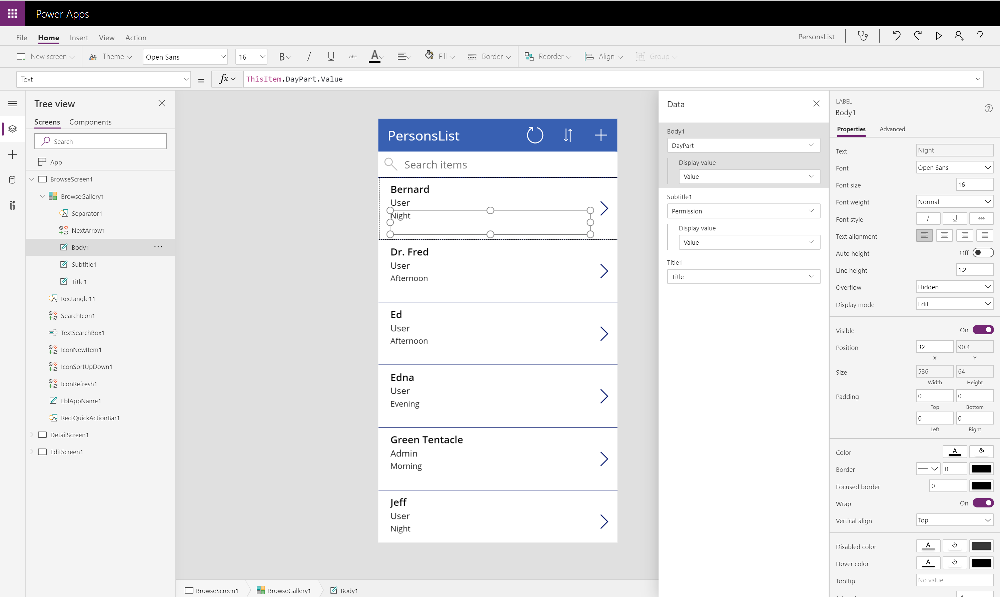 Power Apps
File Home Insert View Action PersonsList
New screen Theme Open Sans 16 B / U abc A Fill Border Reorder Align Group
Text = fx ThisItem.DayPart.Value
Tree view
Screens Components
Search
App
BrowseScreen1
BrowseGallery1
Separator1
NextArrow1
Body1 ...
Subtitle1
Title1
Rectangle11
SearchIcon1
TextSearchBox1
IconNewItem1
IconSortUpDown1
IconRefresh1
LblAppName1
RectQuickActionBar1
DetailScreen1
EditScreen1
PersonsList
Search items
Bernard
User
Night
Dr. Fred
User
Afternoon
Ed
User
Afternoon
Edna
User
Evening
Green Tentacle
Admin
Morning
Jeff
User
Night
BrowseScreen1 BrowseGallery1 Body1
Data
Body1
DayPart
Display value
Value
Subtitle1
Permission
Display value
Value
Title1
Title
LABEL
Body1
Properties Advanced
Text Night
Font Open Sans
Font size 16
Font weight Normal
Font style / U abc
Text alignment
Auto height Off
Line height 1.2
Overflow Hidden
Display mode Edit
Visible On
Position 32 90.4
X Y
Size 536 64
Width Height
Padding 0 0
Top Bottom
0 0
Left Right
Color A
Border 0
Focused border 0
Wrap On
Vertical align Top
Disabled color A
Hover color A
Tooltip No value